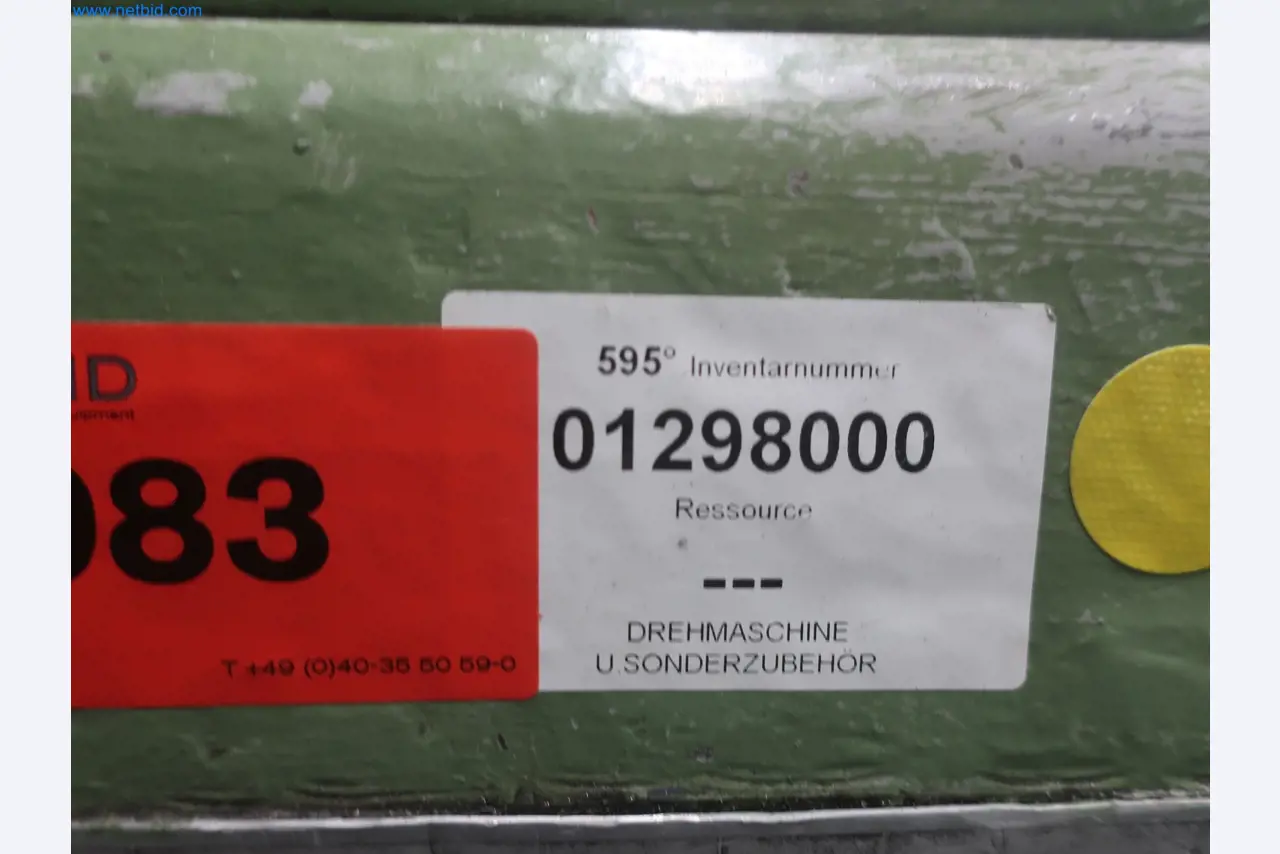 www.netbid.com
ID
083
T +49 (0)40-35 50 59-0
595° Inventarnummer
01298000
Ressource
---
DREHMASCHINE
U.SONDERZUBEHÖR